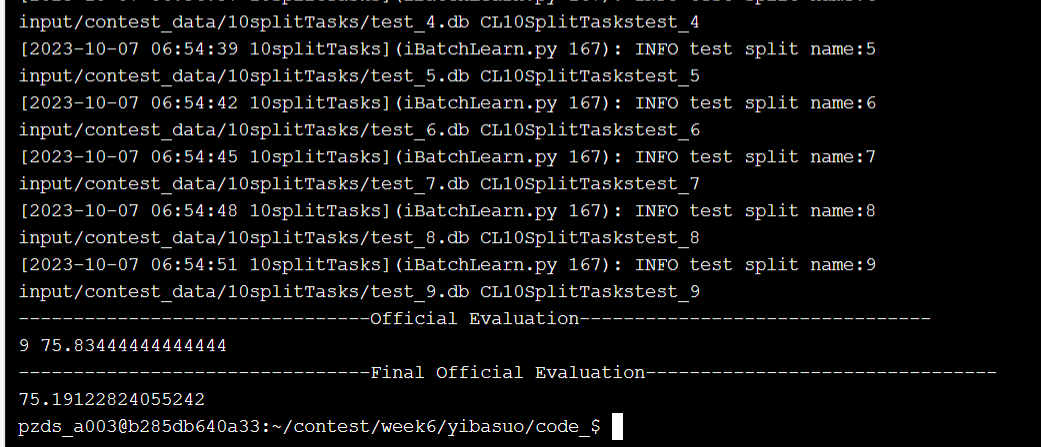 input/contest_data/10splitTasks/test_4.db CL10SplitTaskstest_4
[2023-10-07 06:54:39 10splitTasks](iBatchLearn.py 167): INFO test split name:5
input/contest_data/10splitTasks/test_5.db CL10SplitTaskstest_5
[2023-10-07 06:54:42 10splitTasks](iBatchLearn.py 167): INFO test split name:6
input/contest_data/10splitTasks/test_6.db CL10SplitTaskstest_6
[2023-10-07 06:54:45 10splitTasks](iBatchLearn.py 167): INFO test split name:7
input/contest_data/10splitTasks/test_7.db CL10SplitTaskstest_7
[2023-10-07 06:54:48 10splitTasks](iBatchLearn.py 167): INFO test split name:8
input/contest_data/10splitTasks/test_8.db CL10SplitTaskstest_8
[2023-10-07 06:54:51 10splitTasks](iBatchLearn.py 167): INFO test split name:9
input/contest_data/10splitTasks/test_9.db CL10SplitTaskstest_9
--------------------------------Official Evaluation--------------------------------
9 75.83444444444444
--------------------------------Final Official Evaluation--------------------------------
75.19122824055242
pzds_a003@b285db640a33:~/contest/week6/yibasuo/code_$